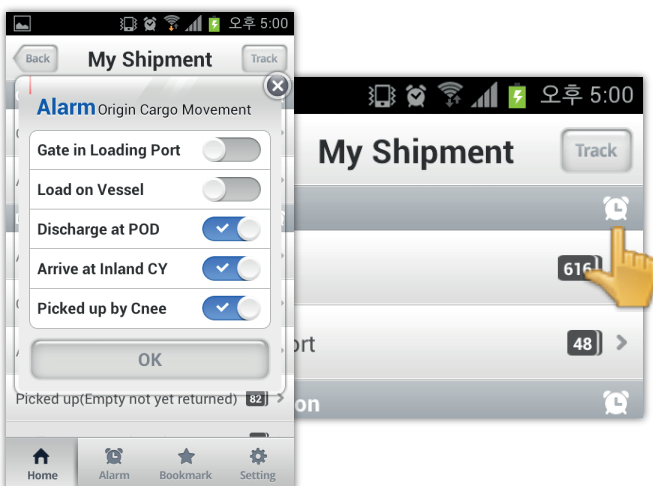 오후 5:00
Back
My Shipment
Track
Alarm Origin Cargo Movement
Gate in Loading Port
Load on Vessel
Discharge at POD
Arrive at Inland CY
Picked up by Cnee
OK
Picked up(Empty not yet returned) 82
Home
Alarm
Bookmark
Setting
오후 5:00
My Shipment
Track
616
ort
48
on